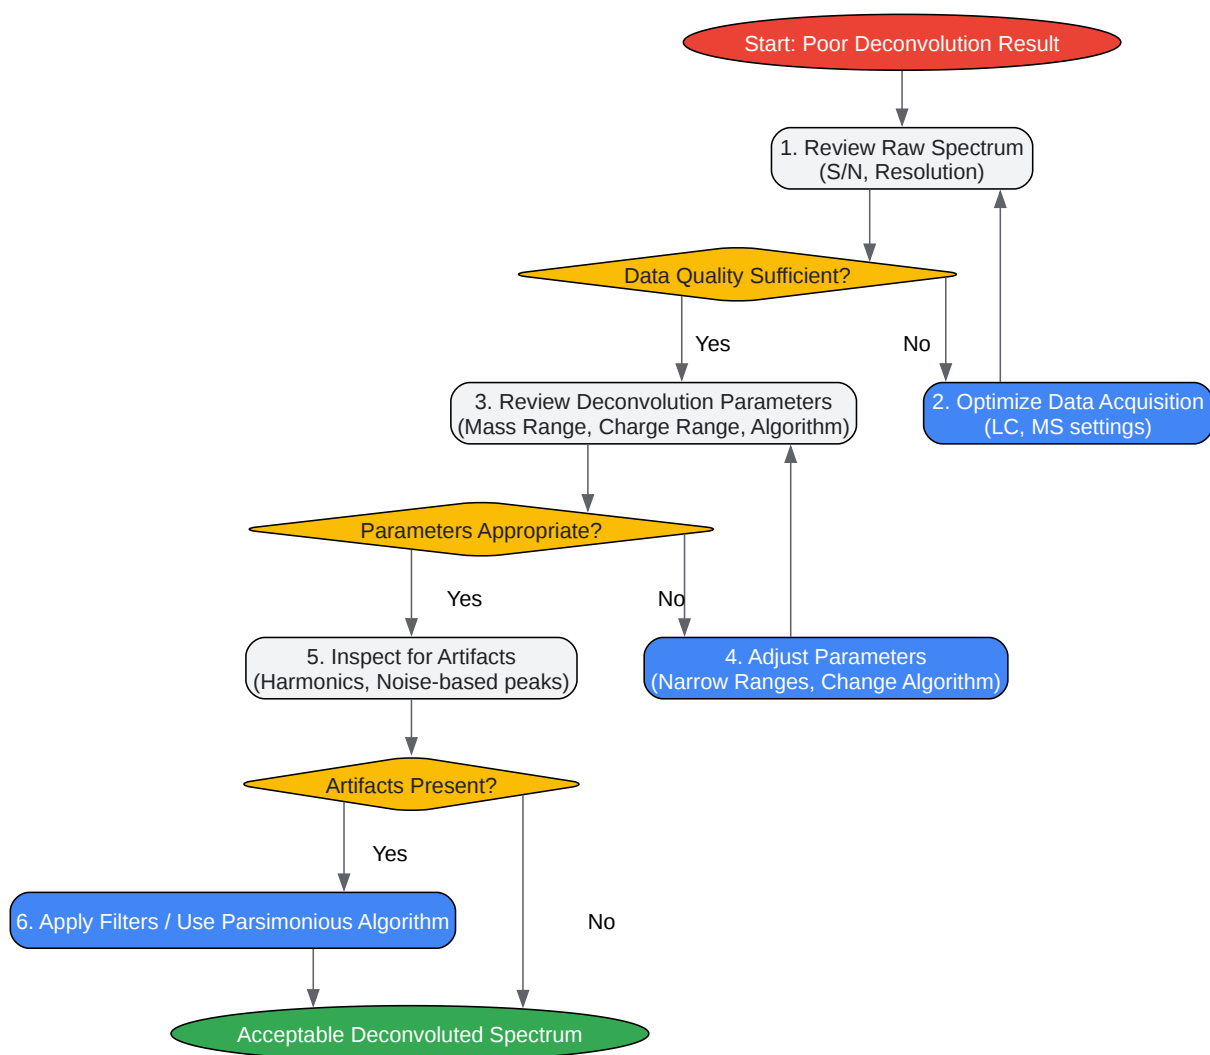 Start: Poor Deconvolution Result
1. Review Raw Spectrum
(S/N, Resolution)
Data Quality Sufficient?
Yes
No
3. Review Deconvolution Parameters
(Mass Range, Charge Range, Algorithm)
2. Optimize Data Acquisition
(LC, MS settings)
Parameters Appropriate?
Yes
No
5. Inspect for Artifacts
(Harmonics, Noise-based peaks)
4. Adjust Parameters
(Narrow Ranges, Change Algorithm)
Artifacts Present?
Yes
No
6. Apply Filters / Use Parsimonious Algorithm
Acceptable Deconvoluted Spectrum